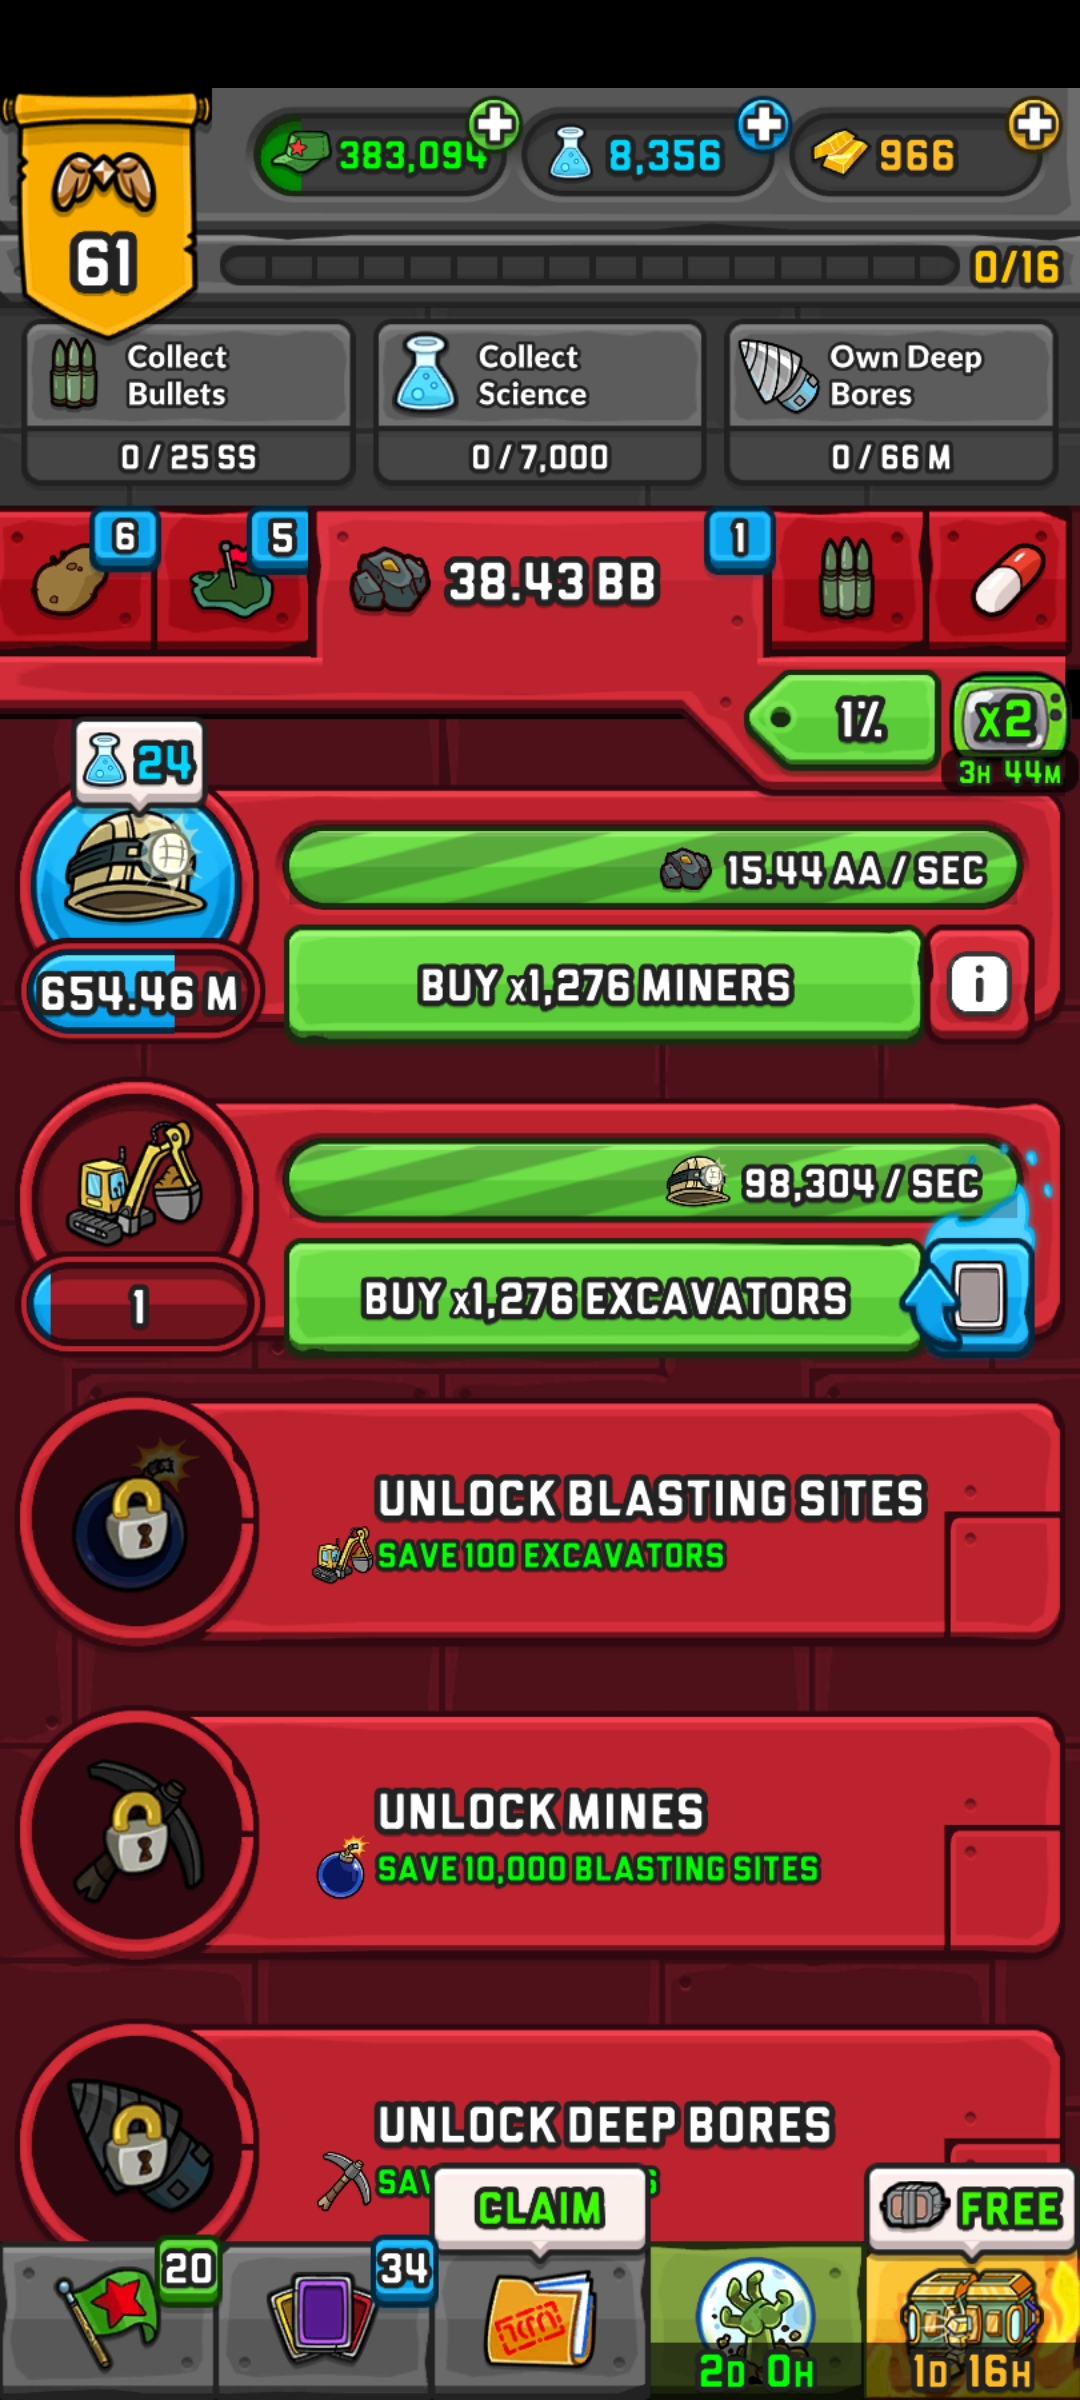 383,094
8,356
966
61
0/16
Collect
Bullets
0 / 25 SS
Collect
Science
0 / 7,000
Own Deep
Bores
0 / 66 M
6
5
38.43 BB
1
1%
x2
3H 44M
24
15.44 AA / SEC
654.46 M
BUY x1,276 MINERS
i
98,304 / SEC
1
BUY x1,276 EXCAVATORS
UNLOCK BLASTING SITES
SAVE 100 EXCAVATORS
UNLOCK MINES
SAVE 10,000 BLASTING SITES
UNLOCK DEEP BORES
CLAIM
FREE
20
34
2D 0H
1D 16H